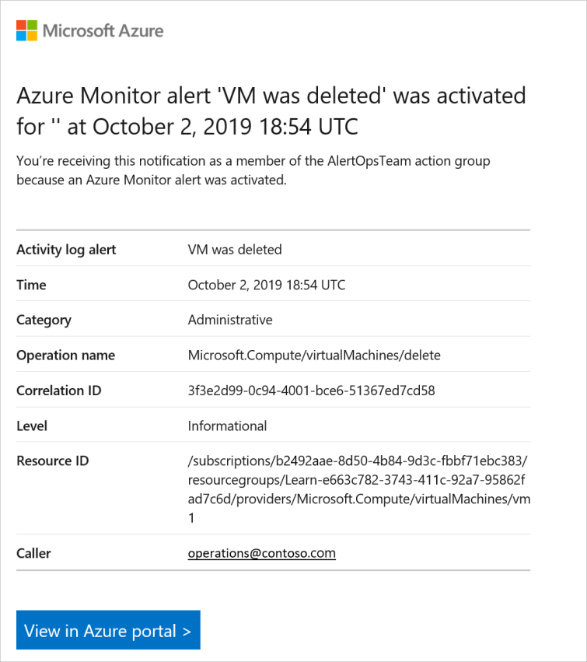 Microsoft Azure
Azure Monitor alert 'VM was deleted' was activated
for '' at October 2, 2019 18:54 UTC
You're receiving this notification as a member of the AlertOpsTeam action group
because an Azure Monitor alert was activated.
Activity log alert VM was deleted
Time October 2, 2019 18:54 UTC
Category Administrative
Operation name Microsoft.Compute/virtualMachines/delete
Correlation ID 3f3e2d99-0c94-4001-bce6-51367ed7cd58
Level Informational
Resource ID /subscriptions/b2492aae-8d50-4b84-9d3c-fbbf71ebc383/
resourcegroups/Learn-e663c782-3743-411c-92a7-95862f
ad7c6d/providers/Microsoft.Compute/virtualMachines/vm
1
Caller operations@contoso.com
View in Azure portal >